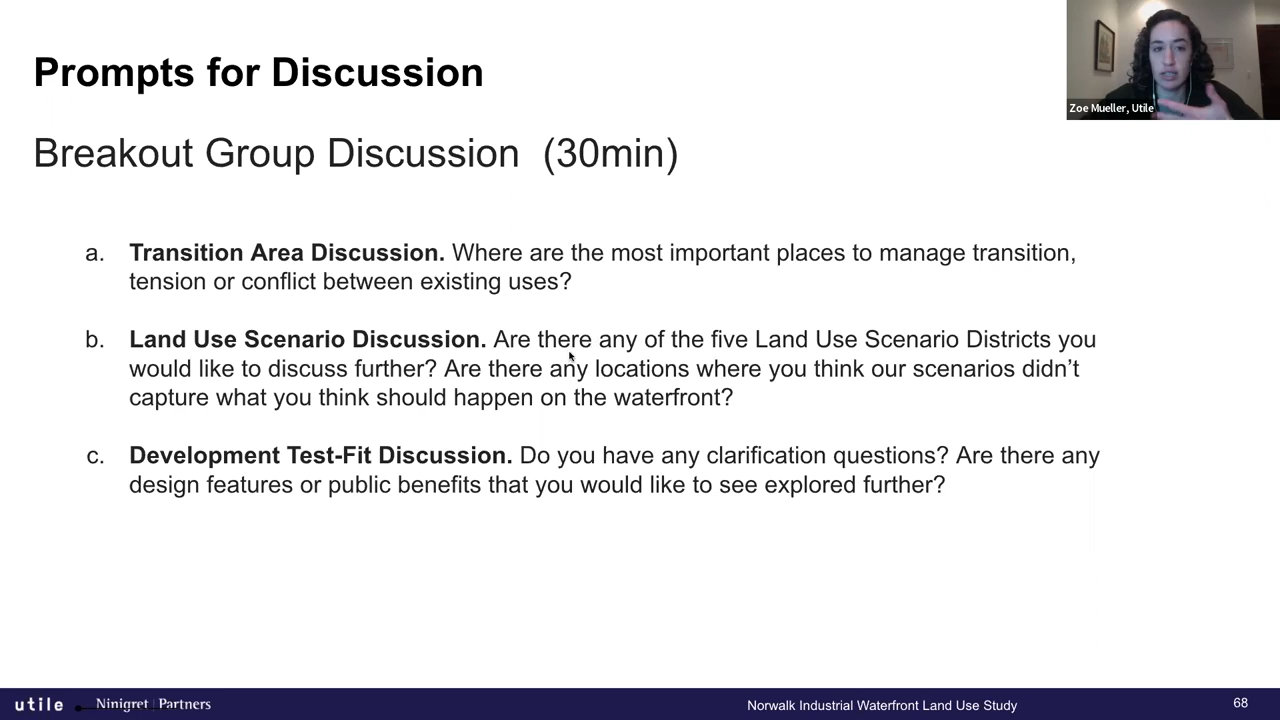 Prompts for Discussion
Zoe Mueller, Utile
Breakout Group Discussion (30min)
a. Transition Area Discussion. Where are the most important places to manage transition,
tension or conflict between existing uses?
b. Land Use Scenario Discussion. Are there any of the five Land Use Scenario Districts you
would like to discuss further? Are there any locations where you think our scenarios didn’t
capture what you think should happen on the waterfront?
c. Development Test-Fit Discussion. Do you have any clarification questions? Are there any
design features or public benefits that you would like to see explored further?
utile Ninigret | Partners Norwalk Industrial Waterfront Land Use Study 68